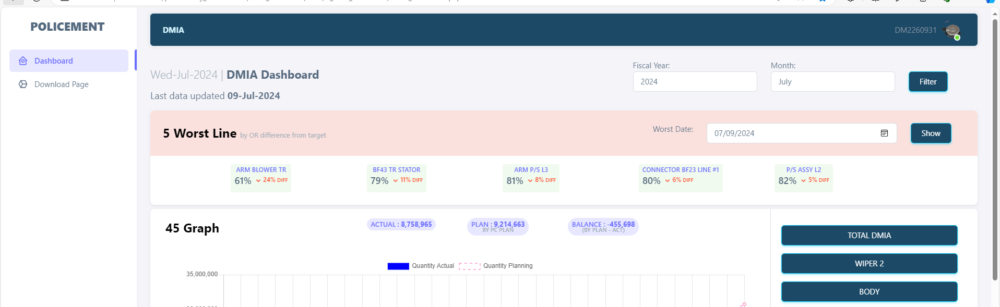 POLICEMENT
Dashboard
Download Page
DMIA
DM2260931
Wed-Jul-2024 | DMIA Dashboard
Last data updated 09-Jul-2024
Fiscal Year:
2024
Month:
July
Filter
5 Worst Line by OR difference from target
Worst Date:
07/09/2024
Show
ARM BLOWER TR
61% 24% DIFF
BF43 TR STATOR
79% 11% DIFF
ARM P/S L3
81% 8% DIFF
CONNECTOR BF23 LINE #1
80% 6% DIFF
P/S ASSY L2
82% 5% DIFF
45 Graph
ACTUAL : 8,758,965
PLAN : 9,214,663
BY PC PLAN
BALANCE : -455,698
(BY PLAN - ACT)
Quantity Actual
Quantity Planning
35,000,000
TOTAL DMIA
WIPER 2
BODY